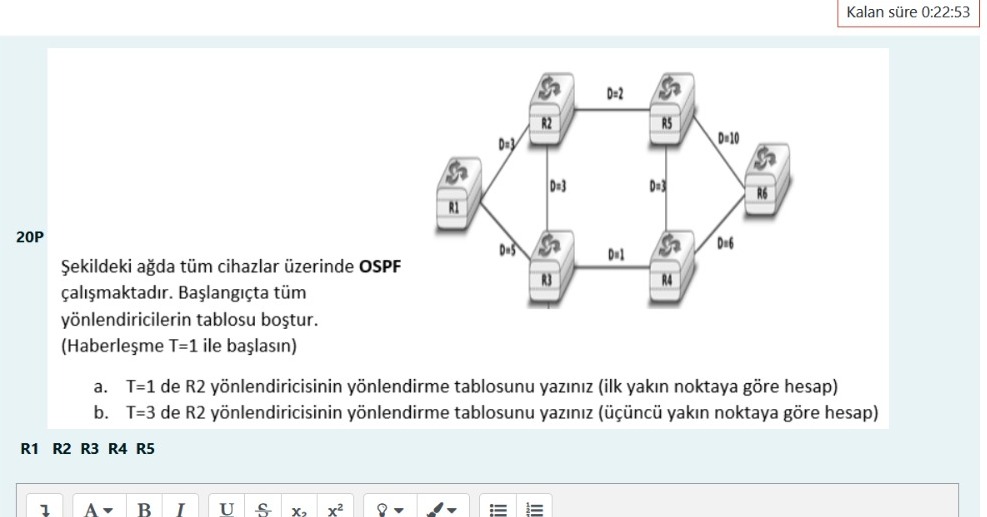 Kalan süre 0:22:53
D=2
R2
R5
D=3
D=10
D=3
D=3
R6
R1
20P
D=5
D=1
D=6
R3
R4
Şekildeki ağda tüm cihazlar üzerinde OSPF
çalışmaktadır. Başlangıçta tüm
yönlendiricilerin tablosu boştur.
(Haberleşme T=1 ile başlasın)
a. T=1 de R2 yönlendiricisinin yönlendirme tablosunu yazınız (ilk yakın noktaya göre hesap)
b. T=3 de R2 yönlendiricisinin yönlendirme tablosunu yazınız (üçüncü yakın noktaya göre hesap)
R1 R2 R3 R4 R5
A B I U S x₂ x²